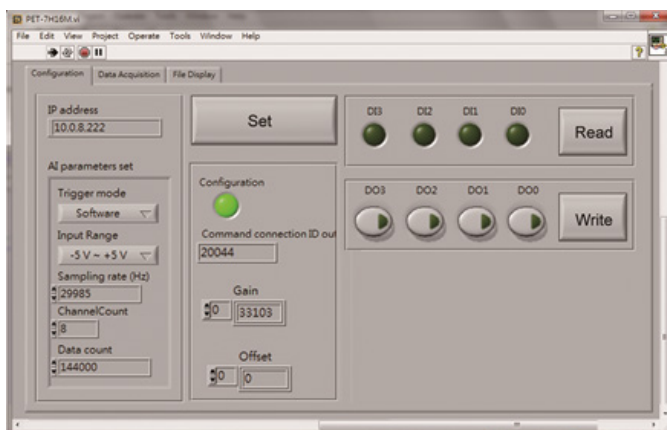 PET-7H16M.vi
File Edit View Project Operate Tools Window Help
Configuration Data Acquisition File Display
IP address
10.0.8.222
AI parameters set
Trigger mode
Software
Input Range
-5 V ~ +5 V
Sampling rate (Hz)
29985
ChannelCount
8
Data count
144000
Set
Configuration
Command connection ID out
20044
Gain
0 33103
Offset
0 0
DI3 DI2 DI1 DI0
Read
DO3 DO2 DO1 DO0
Write